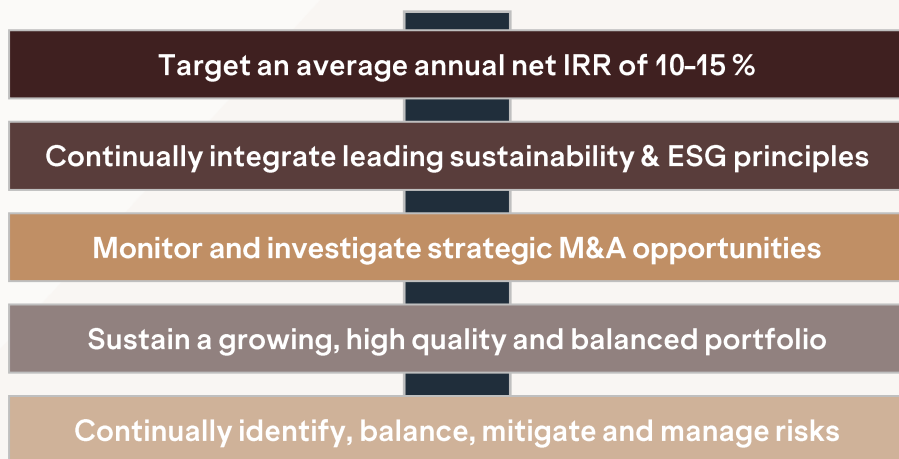 Target an average annual net IRR of 10-15 %
Continually integrate leading sustainability & ESG principles
Monitor and investigate strategic M&A opportunities
Sustain a growing, high quality and balanced portfolio
Continually identify, balance, mitigate and manage risks